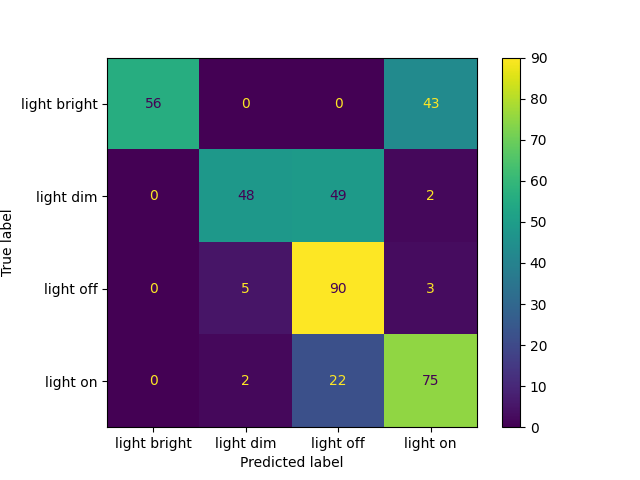 light bright 56 0 0 43
light dim 0 48 49 2
light off 0 5 90 3
light on 0 2 22 75
light bright light dim light off light on
Predicted label
True label
90
80
70
60
50
40
30
20
10
0